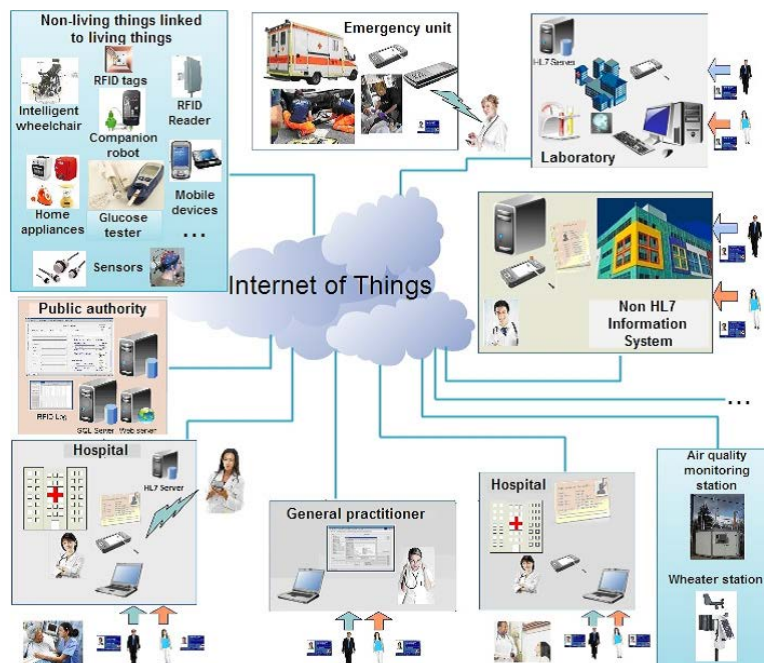 Non-living things linked
to living things
RFID tags
RFID
Reader
Intelligent
wheelchair
Companion
robot
Home
appliances
Glucose
tester
Mobile
devices
...
Sensors
Emergency unit
HL7 Server
Laboratory
Internet of Things
Non HL7
Information
System
...
Public authority
RFID Log
SQL Server
Web server
Hospital
HL7 Server
General practitioner
Hospital
Air quality
monitoring
station
Wheater station